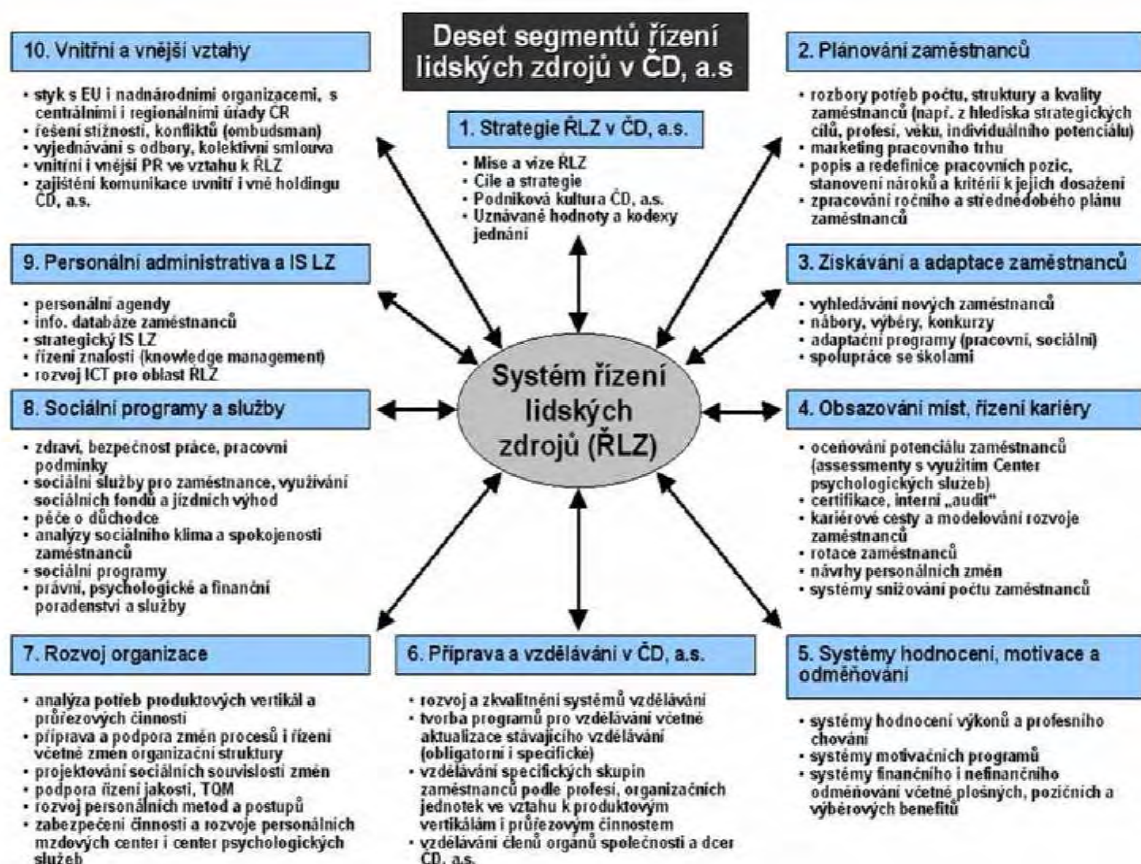 Deset segmentů řízení
lidských zdrojů v ČD, a.s
1. Strategie ŘLZ v ČD, a.s.
• Mise a vize ŘLZ
• Cíle a strategie
• Podniková kultura ČD, a.s.
• Uznávané hodnoty a kodexy
jednání
2. Plánování zaměstnanců
• rozbory potřeb počtu, struktury a kvality
zaměstnanců (např. z hlediska strategických
cílů, profesí, věku, individuálního potenciálu)
• marketing pracovního trhu
• popis a redefinice pracovních pozic,
stanovení nároků a kritérií k jejich dosažení
• zpracování ročního a střednědobého plánu
zaměstnanců
3. Získávání a adaptace zaměstnanců
• vyhledávání nových zaměstnanců
• nábory, výběry, konkurzy
• adaptační programy (pracovní, sociální)
• spolupráce se školami
4. Obsazování míst, řízení kariéry
• oceňování potenciálu zaměstnanců
(assessmenty s využitím Center
psychologických služeb)
• certifikace, interní „audit“
• kariérové cesty a modelování rozvoje
zaměstnanců
• rotace zaměstnanců
• návrhy personálních změn
• systémy snižování počtu zaměstnanců
5. Systémy hodnocení, motivace a
odměňování
• systémy hodnocení výkonů a profesního
chování
• systémy motivačních programů
• systémy finančního i nefinančního
odměňování včetně plošných, pozičních a
výběrových benefitů
6. Příprava a vzdělávání v ČD, a.s.
• rozvoj a zkvalitnění systémů vzdělávání
• tvorba programů pro vzdělávání včetně
aktualizace stávajícího vzdělávání
(obligatorní i specifické)
• vzdělávání specifických skupin
zaměstnanců podle profesí, organizačních
jednotek ve vztahu k produktovým
vertikálám i průřezovým činnostem
• vzdělávání členů orgánů společnosti a dcer
ČD, a.s.
7. Rozvoj organizace
• analýza potřeb produktových vertikál a
průřezových činností
• příprava a podpora změn procesů i řízení
včetně změn organizační struktury
• projektování sociálních souvislostí změn
• podpora řízení jakosti, TQM
• rozvoj personálních metod a postupů
• zabezpečení činnosti a rozvoje personálních
mzdových center i center psychologických
služeb
8. Sociální programy a služby
• zdraví, bezpečnost práce, pracovní
podmínky
• sociální služby pro zaměstnance, využívání
sociálních fondů a jízdních výhod
• péče o důchodce
• analýzy sociálního klima a spokojenosti
zaměstnanců
• sociální programy
• právní, psychologické a finanční
poradenství a služby
9. Personální administrativa a IS LZ
• personální agendy
• info. databáze zaměstnanců
• strategický IS LZ
• řízení znalostí (knowledge management)
• rozvoj ICT pro oblast ŘLZ
10. Vnitřní a vnější vztahy
• styk s EU i nadnárodními organizacemi, s
centrálními i regionálními úřady ČR
• řešení stížností, konfliktů (ombudsman)
• vyjednávání s odbory, kolektivní smlouva
• vnitřní i vnější PR ve vztahu k ŘLZ
• zajištění komunikace uvnitř i vně holdingu
ČD, a.s.
Systém řízení
lidských
zdrojů (ŘLZ)